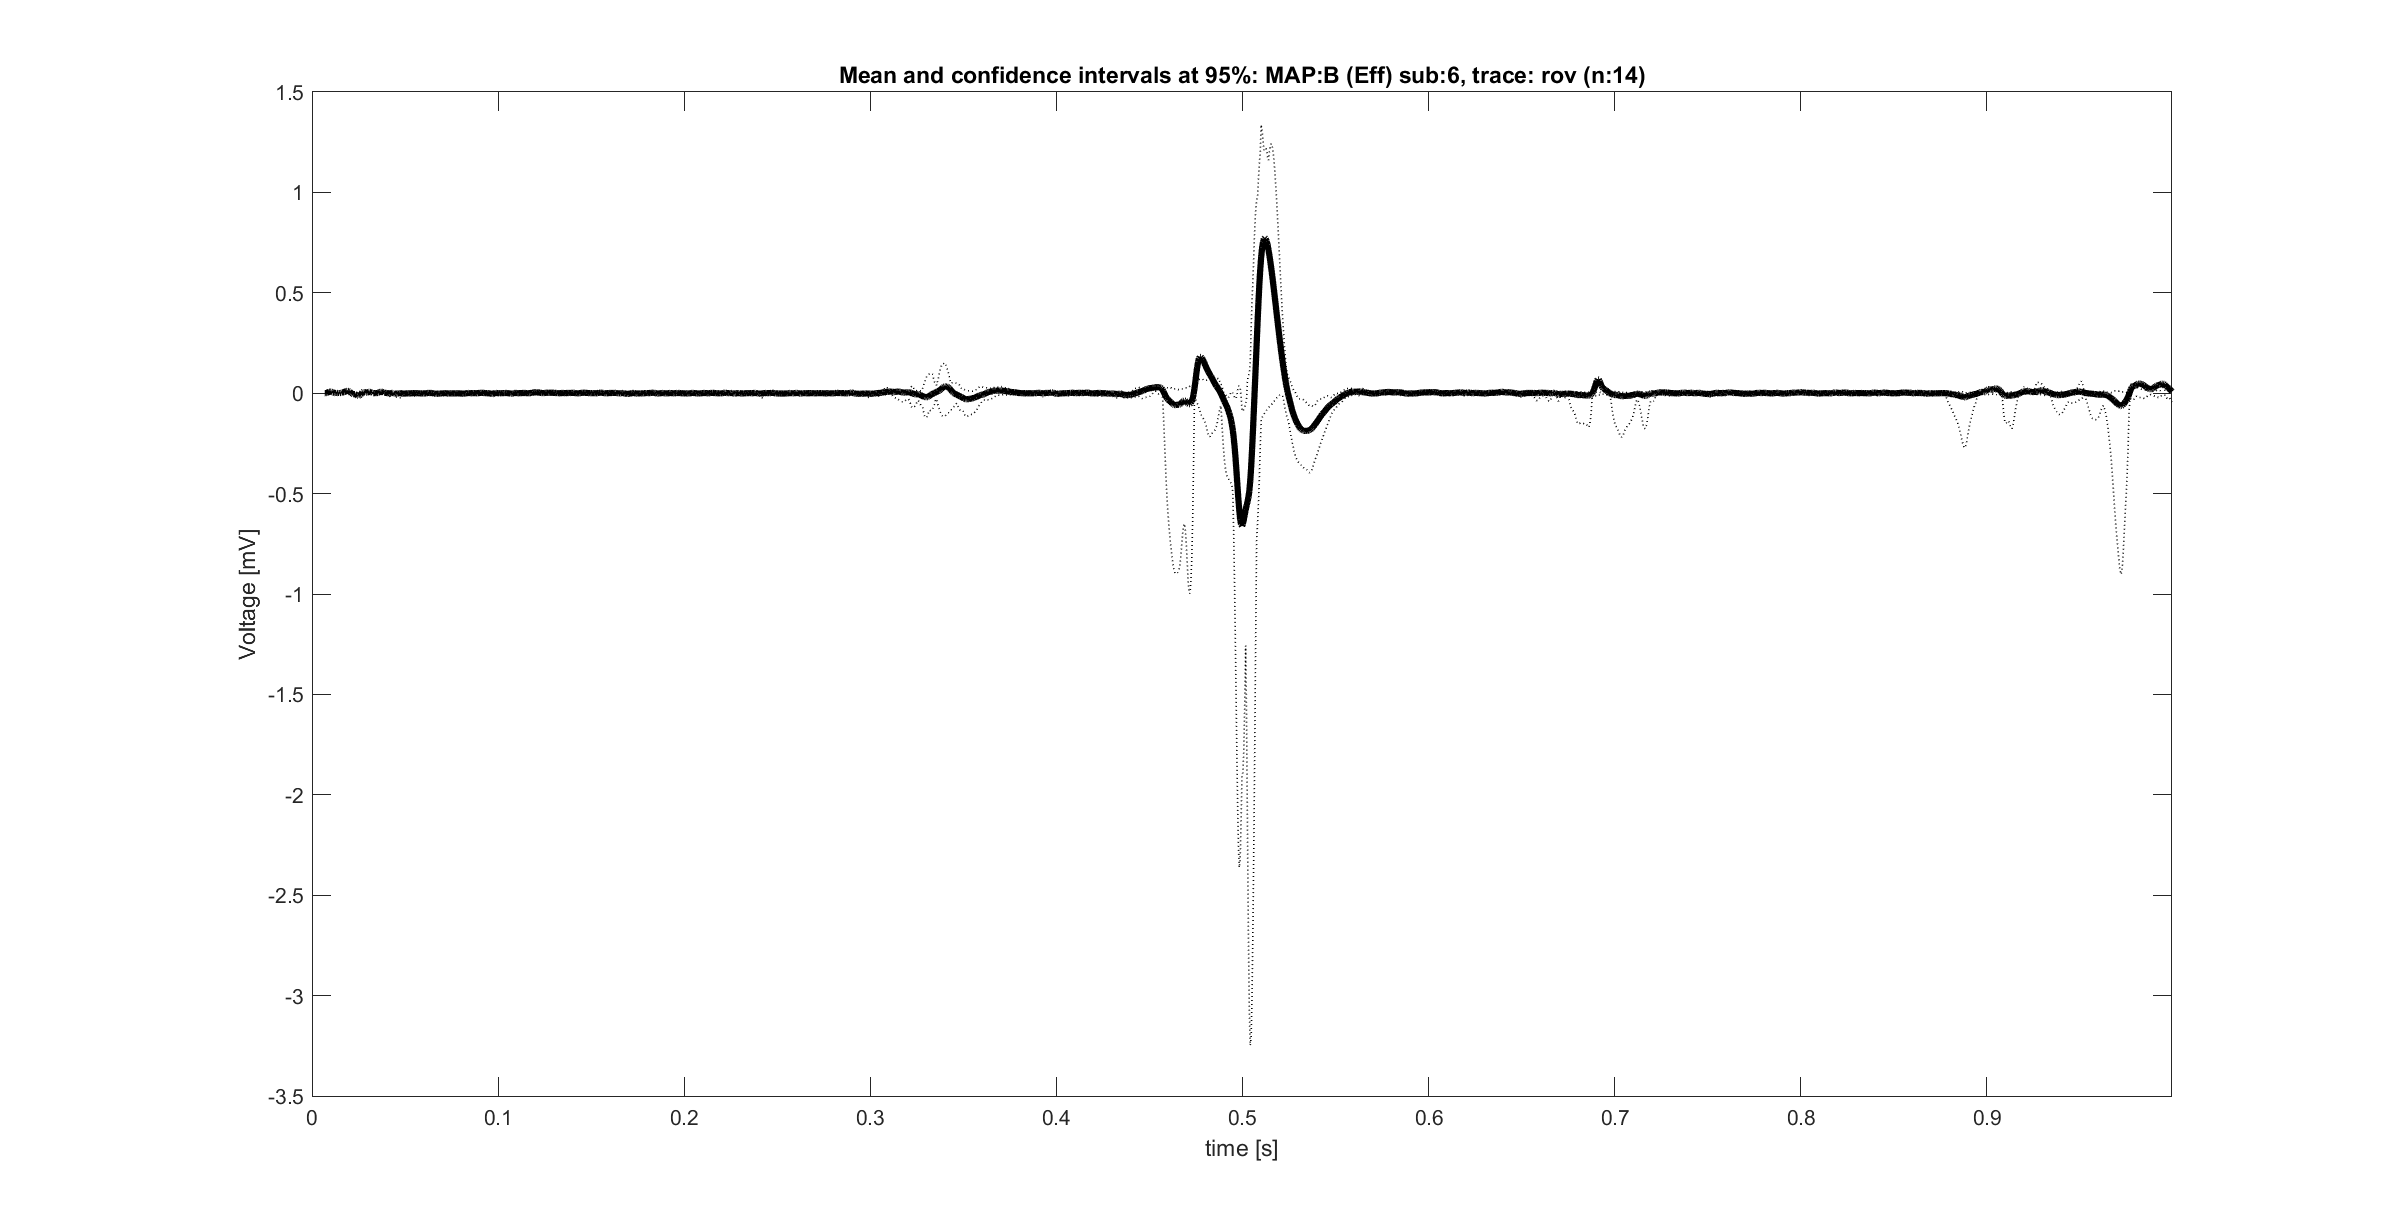 Mean and confidence intervals at 95%: MAP:B (Eff) sub:6, trace: rov (n:14)
1.5
1
0.5
0
-0.5
-1
-1.5
-2
-2.5
-3
-3.5
Voltage [mV]
0 0.1 0.2 0.3 0.4 0.5 0.6 0.7 0.8 0.9
time [s]